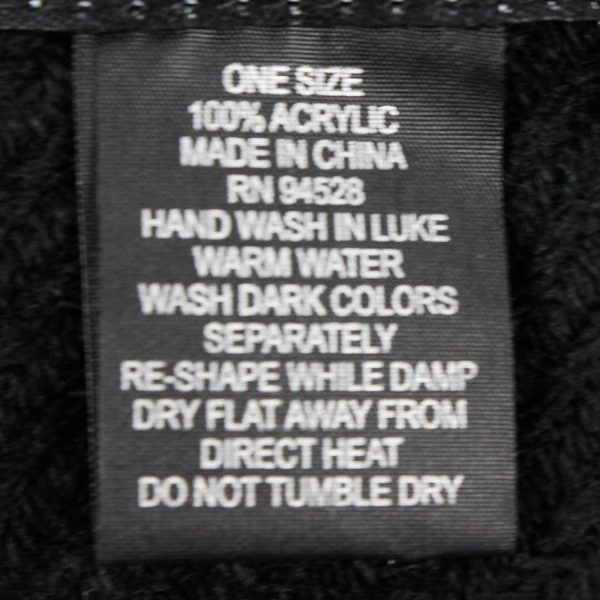 ONE SIZE
100% ACRYLIC
MADE IN CHINA
RN 94528
HAND WASH IN LUKE
WARM WATER
WASH DARK COLORS
SEPARATELY
RE-SHAPE WHILE DAMP
DRY FLAT AWAY FROM
DIRECT HEAT
DO NOT TUMBLE DRY